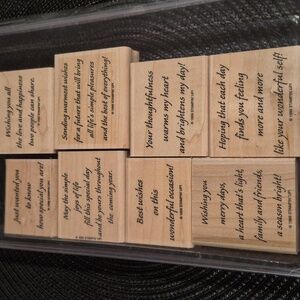 Wishing you all
the love and happiness
two people can share.
Sending warmest wishes
for a future that will bring
all life's simple pleasures
and the best of everything!
Your thoughtfulness
warms my heart
and brightens my day!
Hoping that each day
finds you feeling
more and more
like your wonderful self!
Just wanted you
to know
how special you are!
May the simple
joys of life
fill this special day
and be yours throughout
the coming year.
Best wishes
on this
wonderful occasion!
Wishing you
merry days,
a heart that's light,
family and friends,
a season bright!